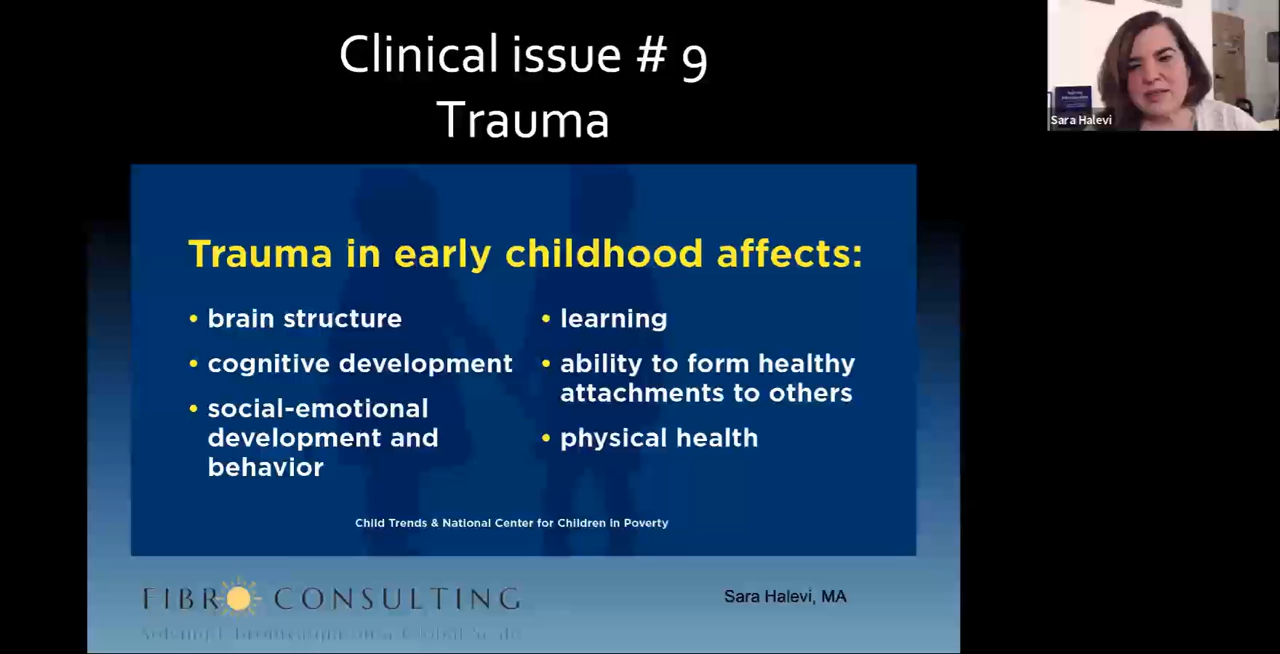 Clinical issue # 9
Trauma
Sara Halevi
Trauma in early childhood affects:
• brain structure
• cognitive development
• social-emotional
development and
behavior
• learning
• ability to form healthy
attachments to others
• physical health
Child Trends & National Center for Children in Poverty
FIBRO CONSULTING
Sara Halevi, MA